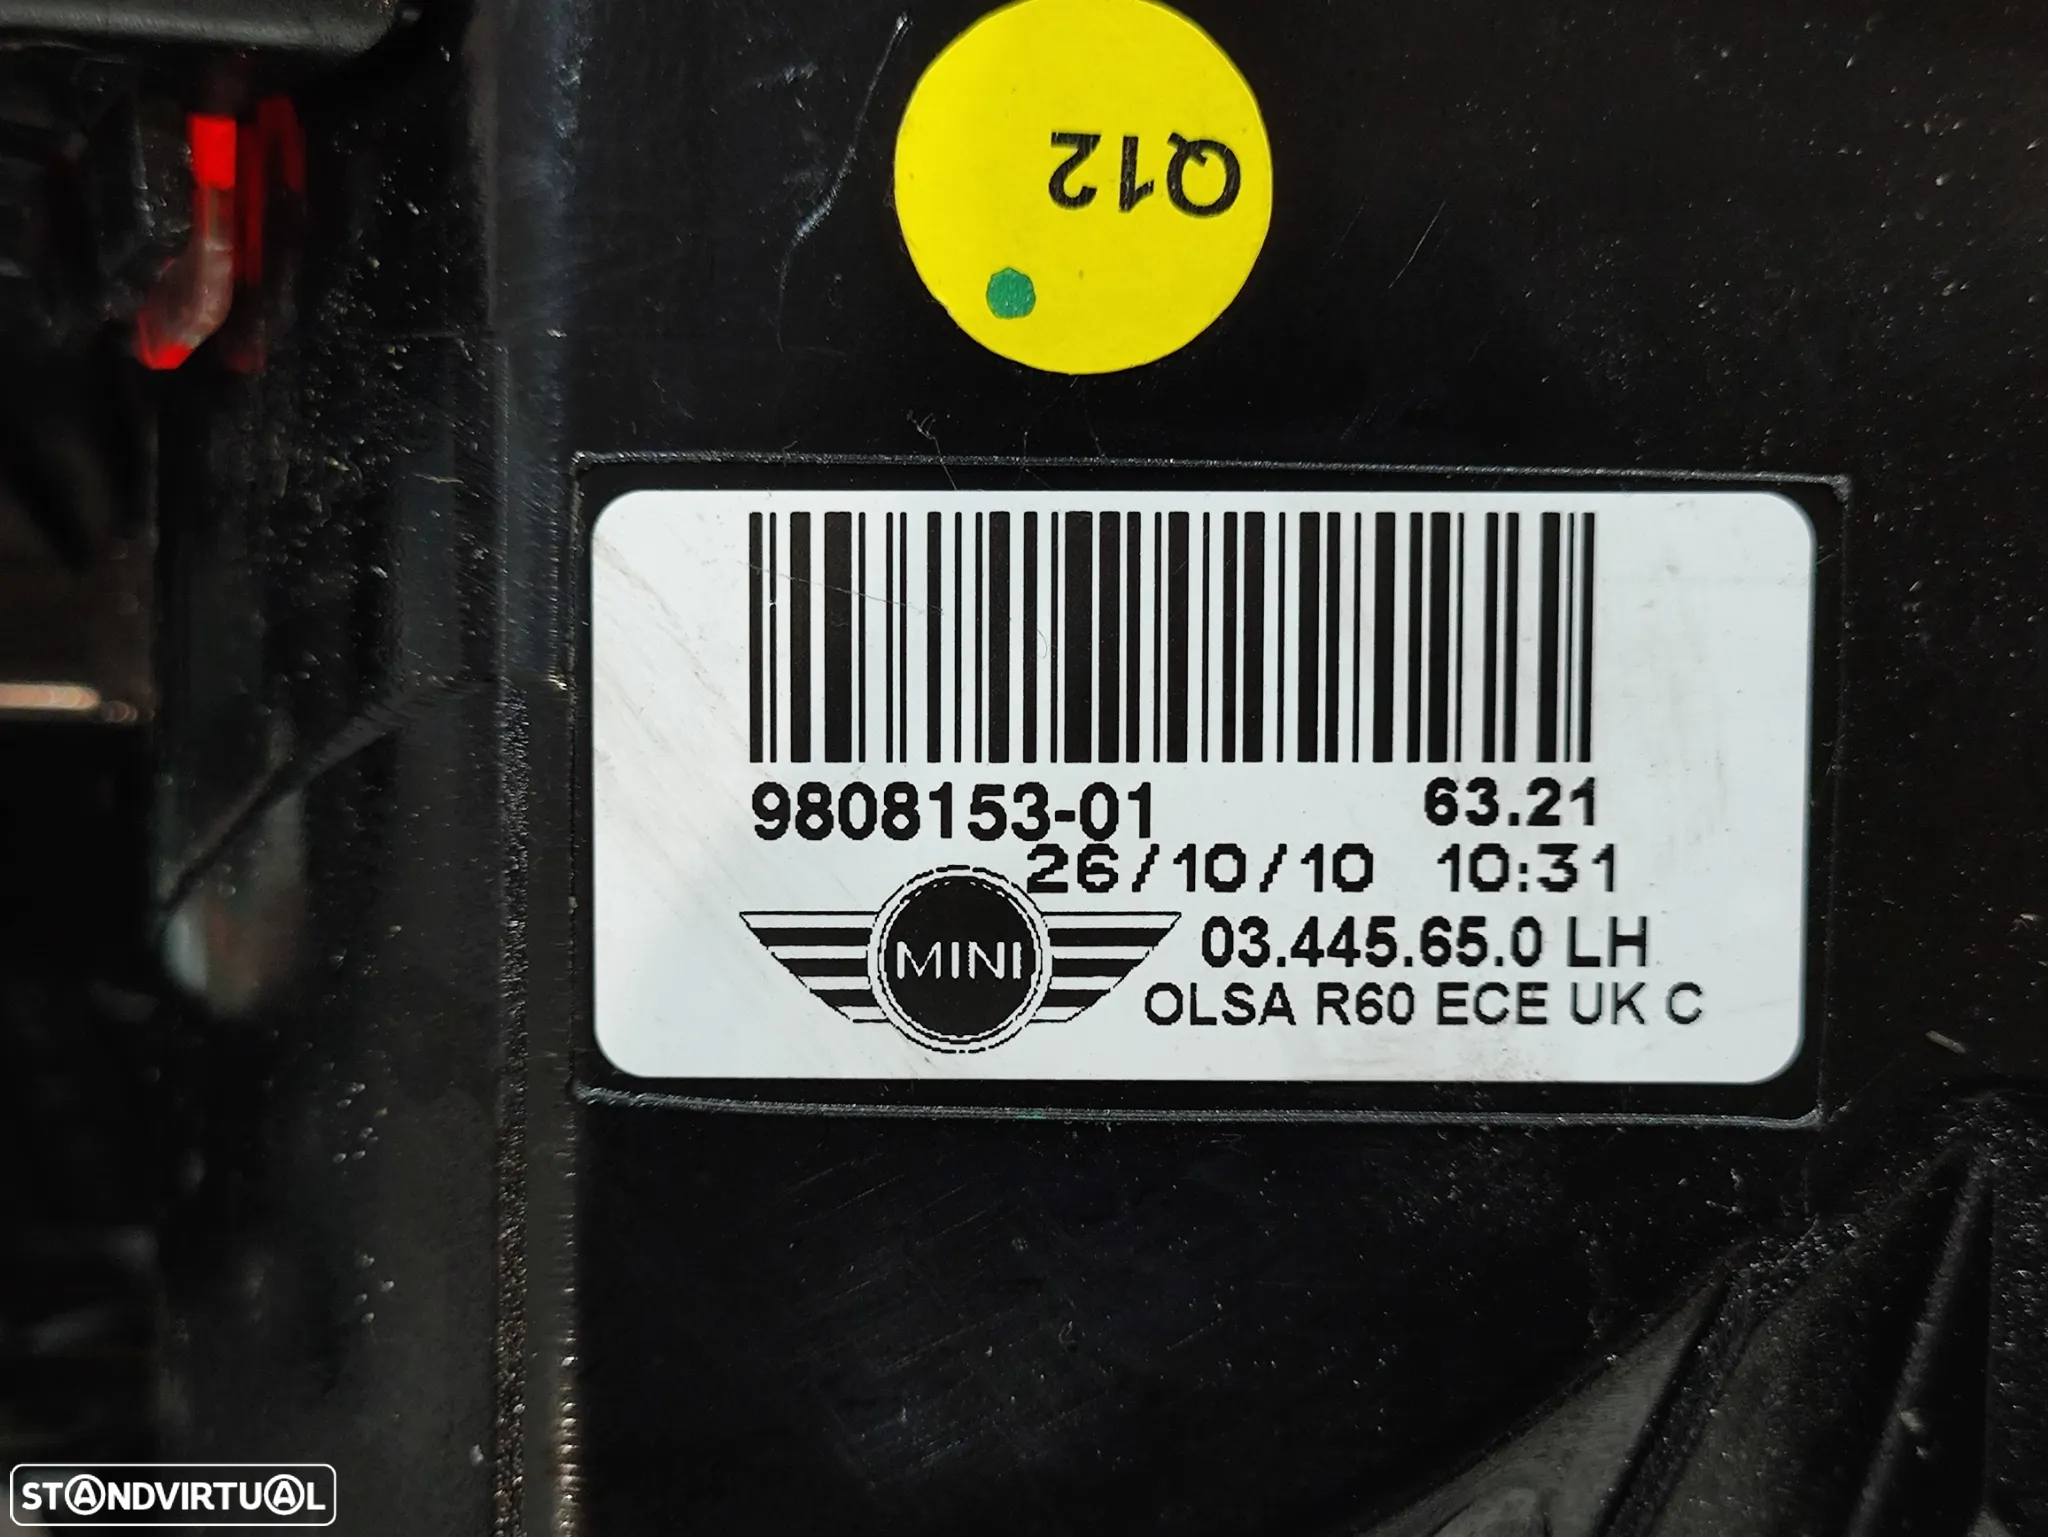 Q12
9808153-01 63.21
26/10/10 10:31
MINI 03.445.65.0 LH
OLSA R60 ECE UK C
STANDVIRTUAL